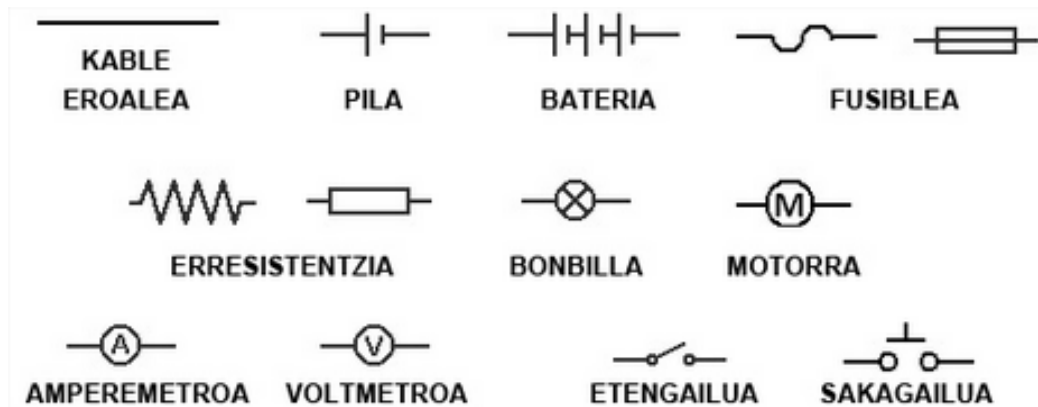 KABLE
EROALEA
PILA
BATERIA
FUSIBLEA
M
ERRESISTENTZIA
BONBILLA
MOTORRA
A
V
AMPEREMETROA
VOLTMETROA
ETENGAILUA
SAKAGAILUA